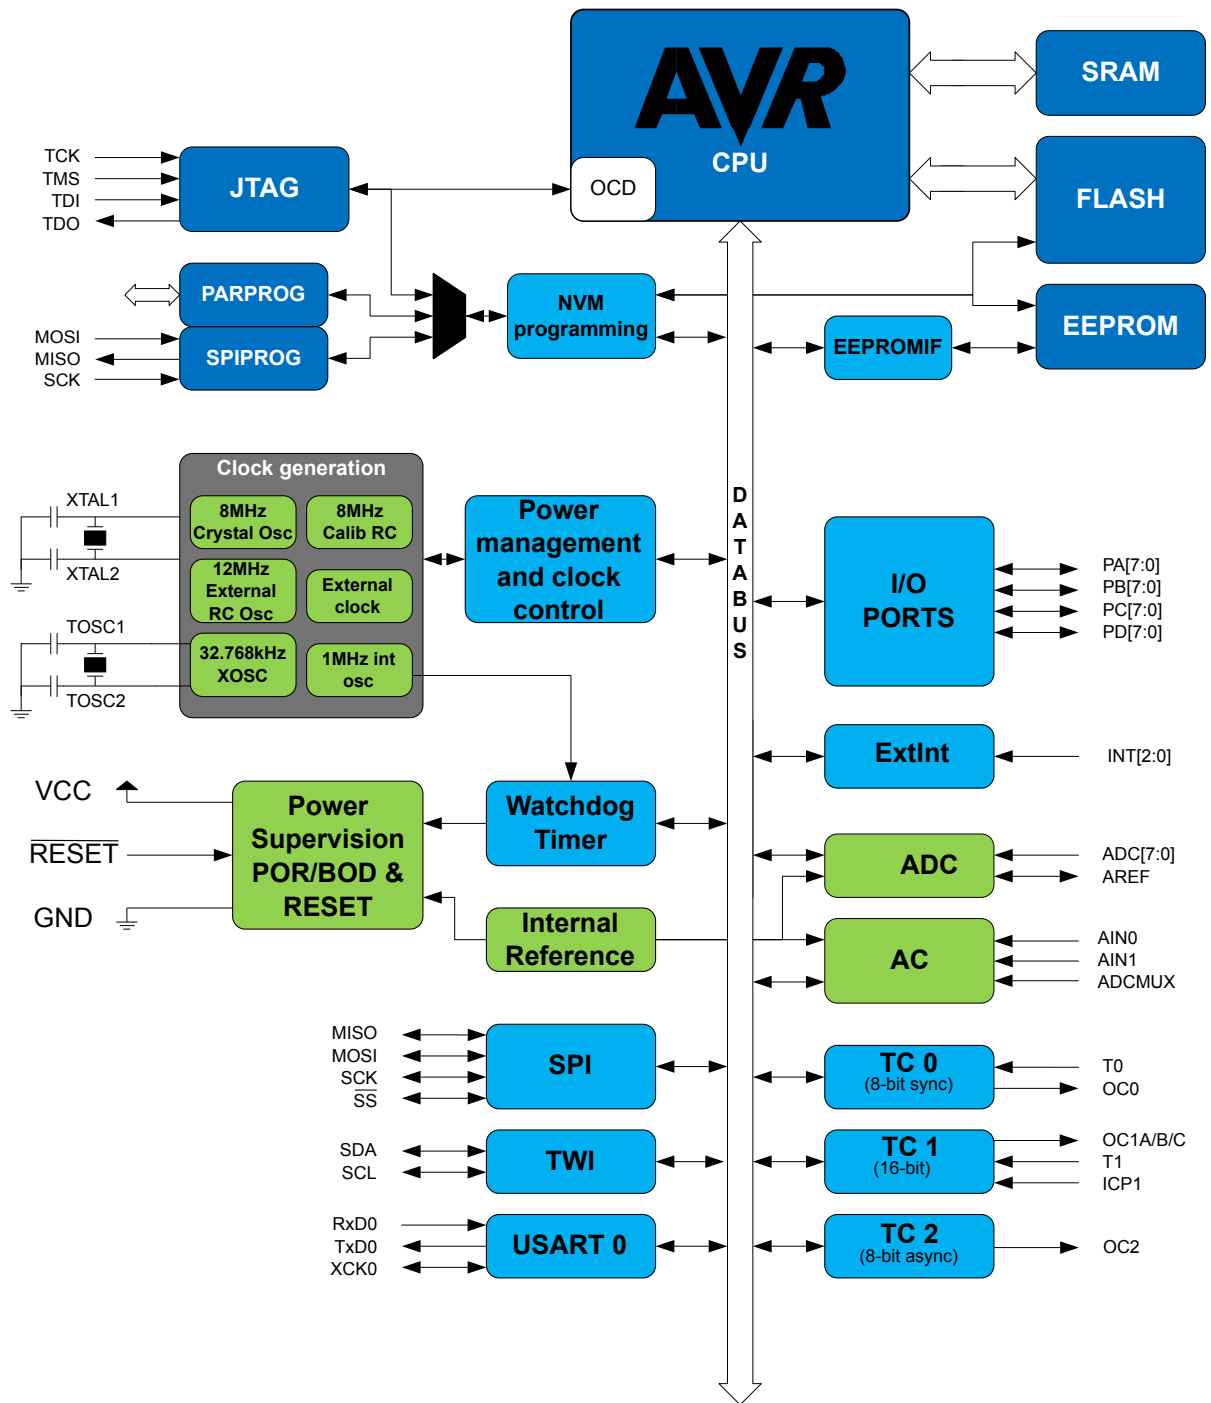 AVR
CPU
OCD
SRAM
FLASH
EEPROM
TCK
TMS
TDI
TDO
JTAG
PARPROG
MOSI
MISO
SCK
SPIPROG
NVM
programming
EEPROMIF
Clock generation
8MHz
Crystal Osc
8MHz
Calib RC
12MHz
External
RC Osc
External
clock
32.768kHz
XOSC
1MHz int
osc
XTAL1
XTAL2
TOSC1
TOSC2
Power
management
and clock
control
DATABUS
I/O
PORTS
PA[7:0]
PB[7:0]
PC[7:0]
PD[7:0]
ExtInt
INT[2:0]
VCC
RESET
GND
Power
Supervision
POR/BOD &
RESET
Watchdog
Timer
Internal
Reference
ADC
ADC[7:0]
AREF
AC
AIN0
AIN1
ADCMUX
MISO
MOSI
SCK
SS
SPI
TC 0
(8-bit sync)
T0
OC0
SDA
SCL
TWI
TC 1
(16-bit)
OC1A/B/C
T1
ICP1
RxD0
TxD0
XCK0
USART 0
TC 2
(8-bit async)
OC2